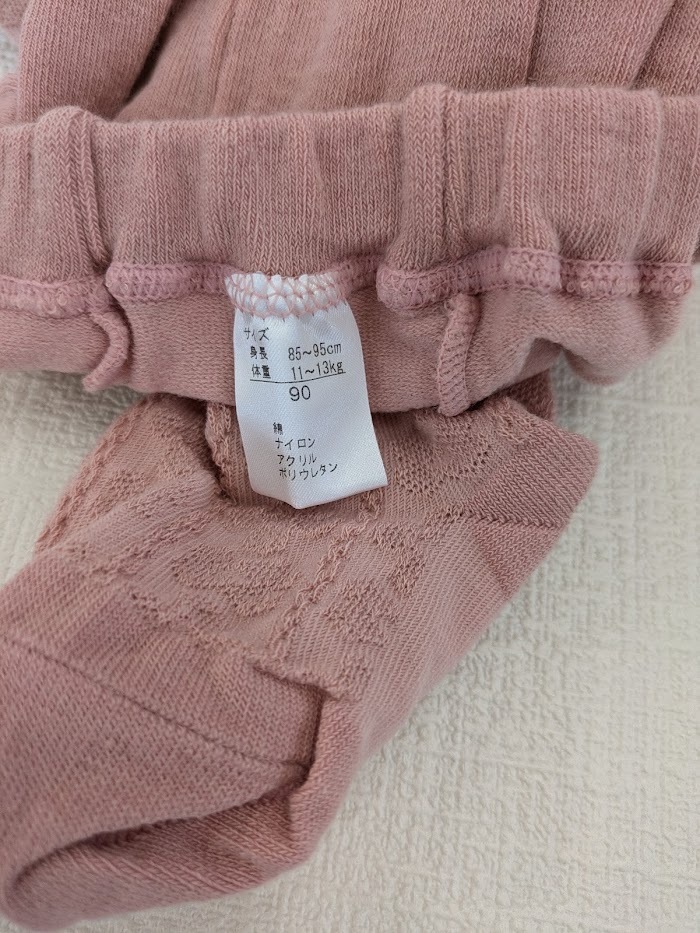 サイズ
身長 85~95cm
体重 11~13kg
90
綿
ナイロン
アクリル
ポリウレタン